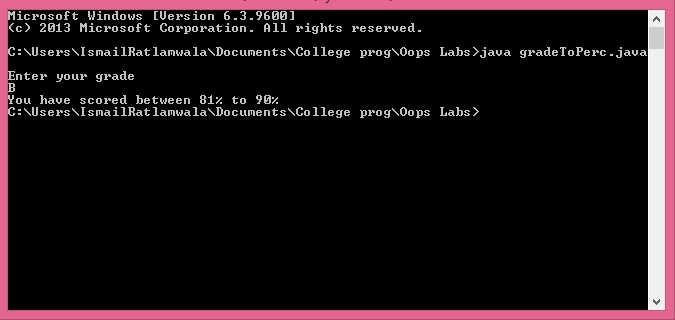 Microsoft Windows [Version 6.3.9600]
(c) 2013 Microsoft Corporation. All rights reserved.
C:\Users\IsmailRatlamwala\Documents\College prog\Oops Labs>java gradeToPerc.java
Enter your grade
B
You have scored between 81% to 90%
C:\Users\IsmailRatlamwala\Documents\College prog\Oops Labs>